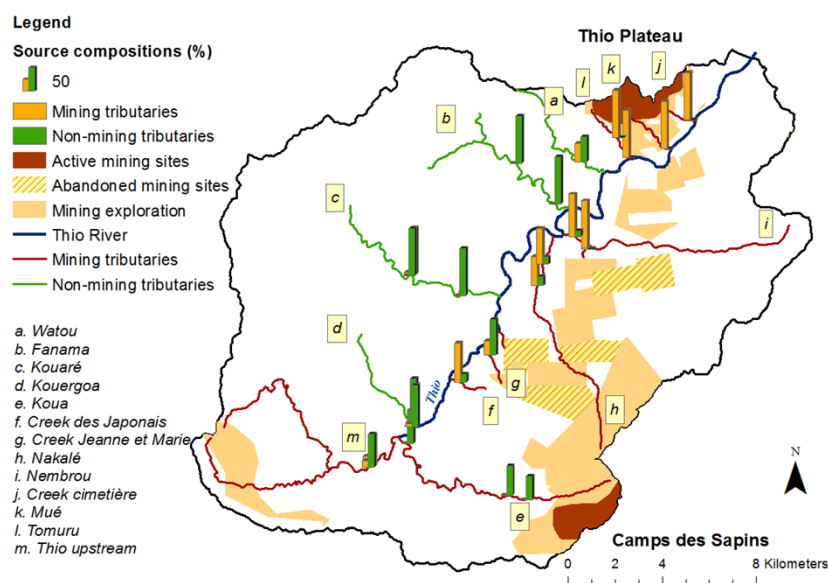 Legend
Source compositions (%)
50
Mining tributaries
Non-mining tributaries
Active mining sites
Abandoned mining sites
Mining exploration
Thio River
Mining tributaries
Non-mining tributaries
a. Watou
b. Fanama
c. Kouaré
d. Kouergoa
e. Koua
f. Creek des Japonais
g. Creek Jeanne et Marie
h. Nakalé
i. Nembrou
j. Creek cimetière
k. Mué
l. Tomuru
m. Thio upstream
Thio Plateau
l
k
j
a
b
c
i
d
Thio
g
f
h
m
e
N
Camps des Sapins
0 2 4 8 Kilometers